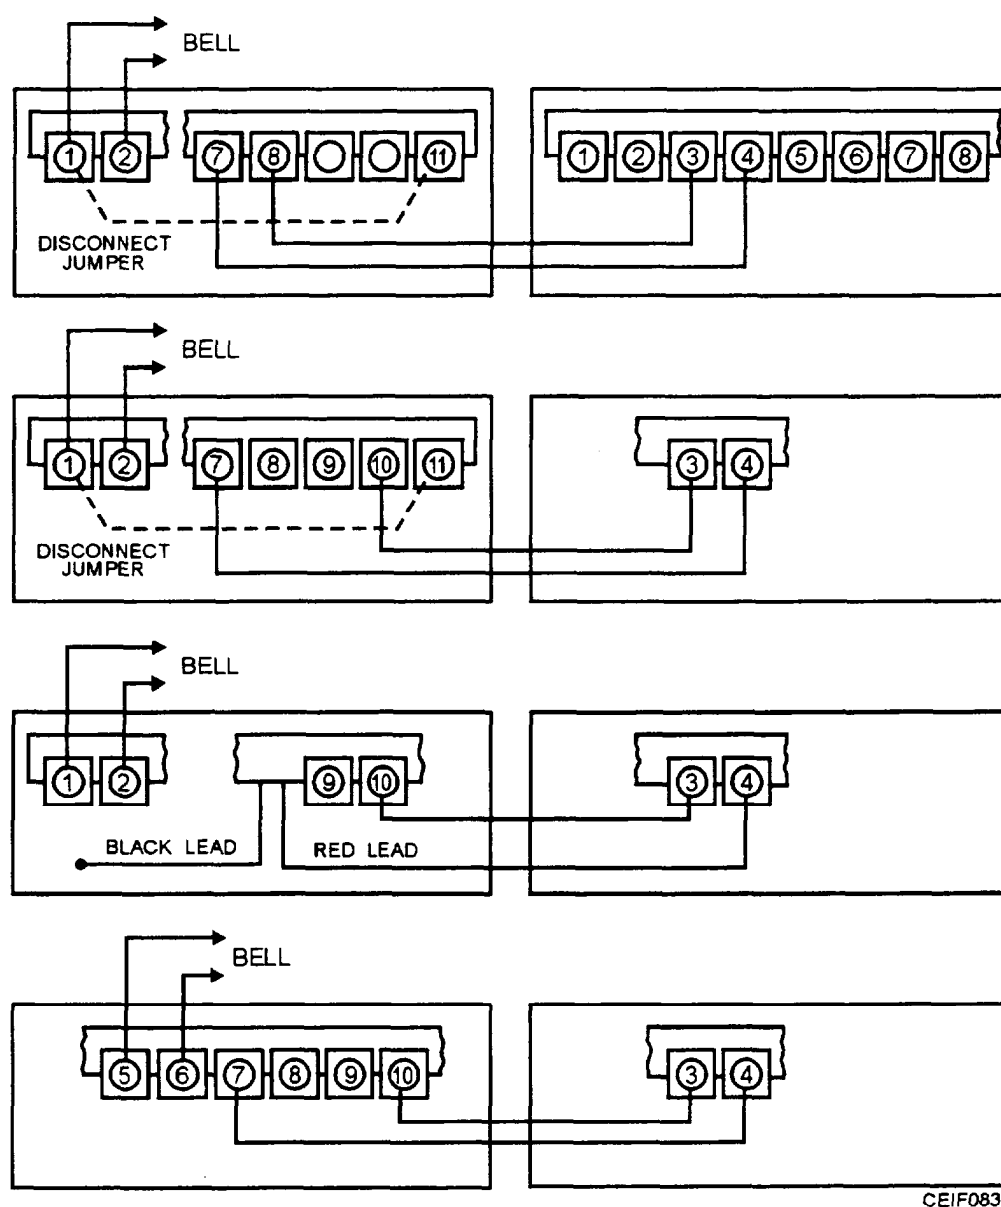 BELL
1 2 7 8 11 1 2 3 4 5 6 7 8
DISCONNECT
JUMPER
BELL
1 2 7 8 9 10 11 3 4
DISCONNECT
JUMPER
BELL
1 2 9 10 3 4
BLACK LEAD RED LEAD
BELL
5 6 7 8 9 10 3 4
CEIF083